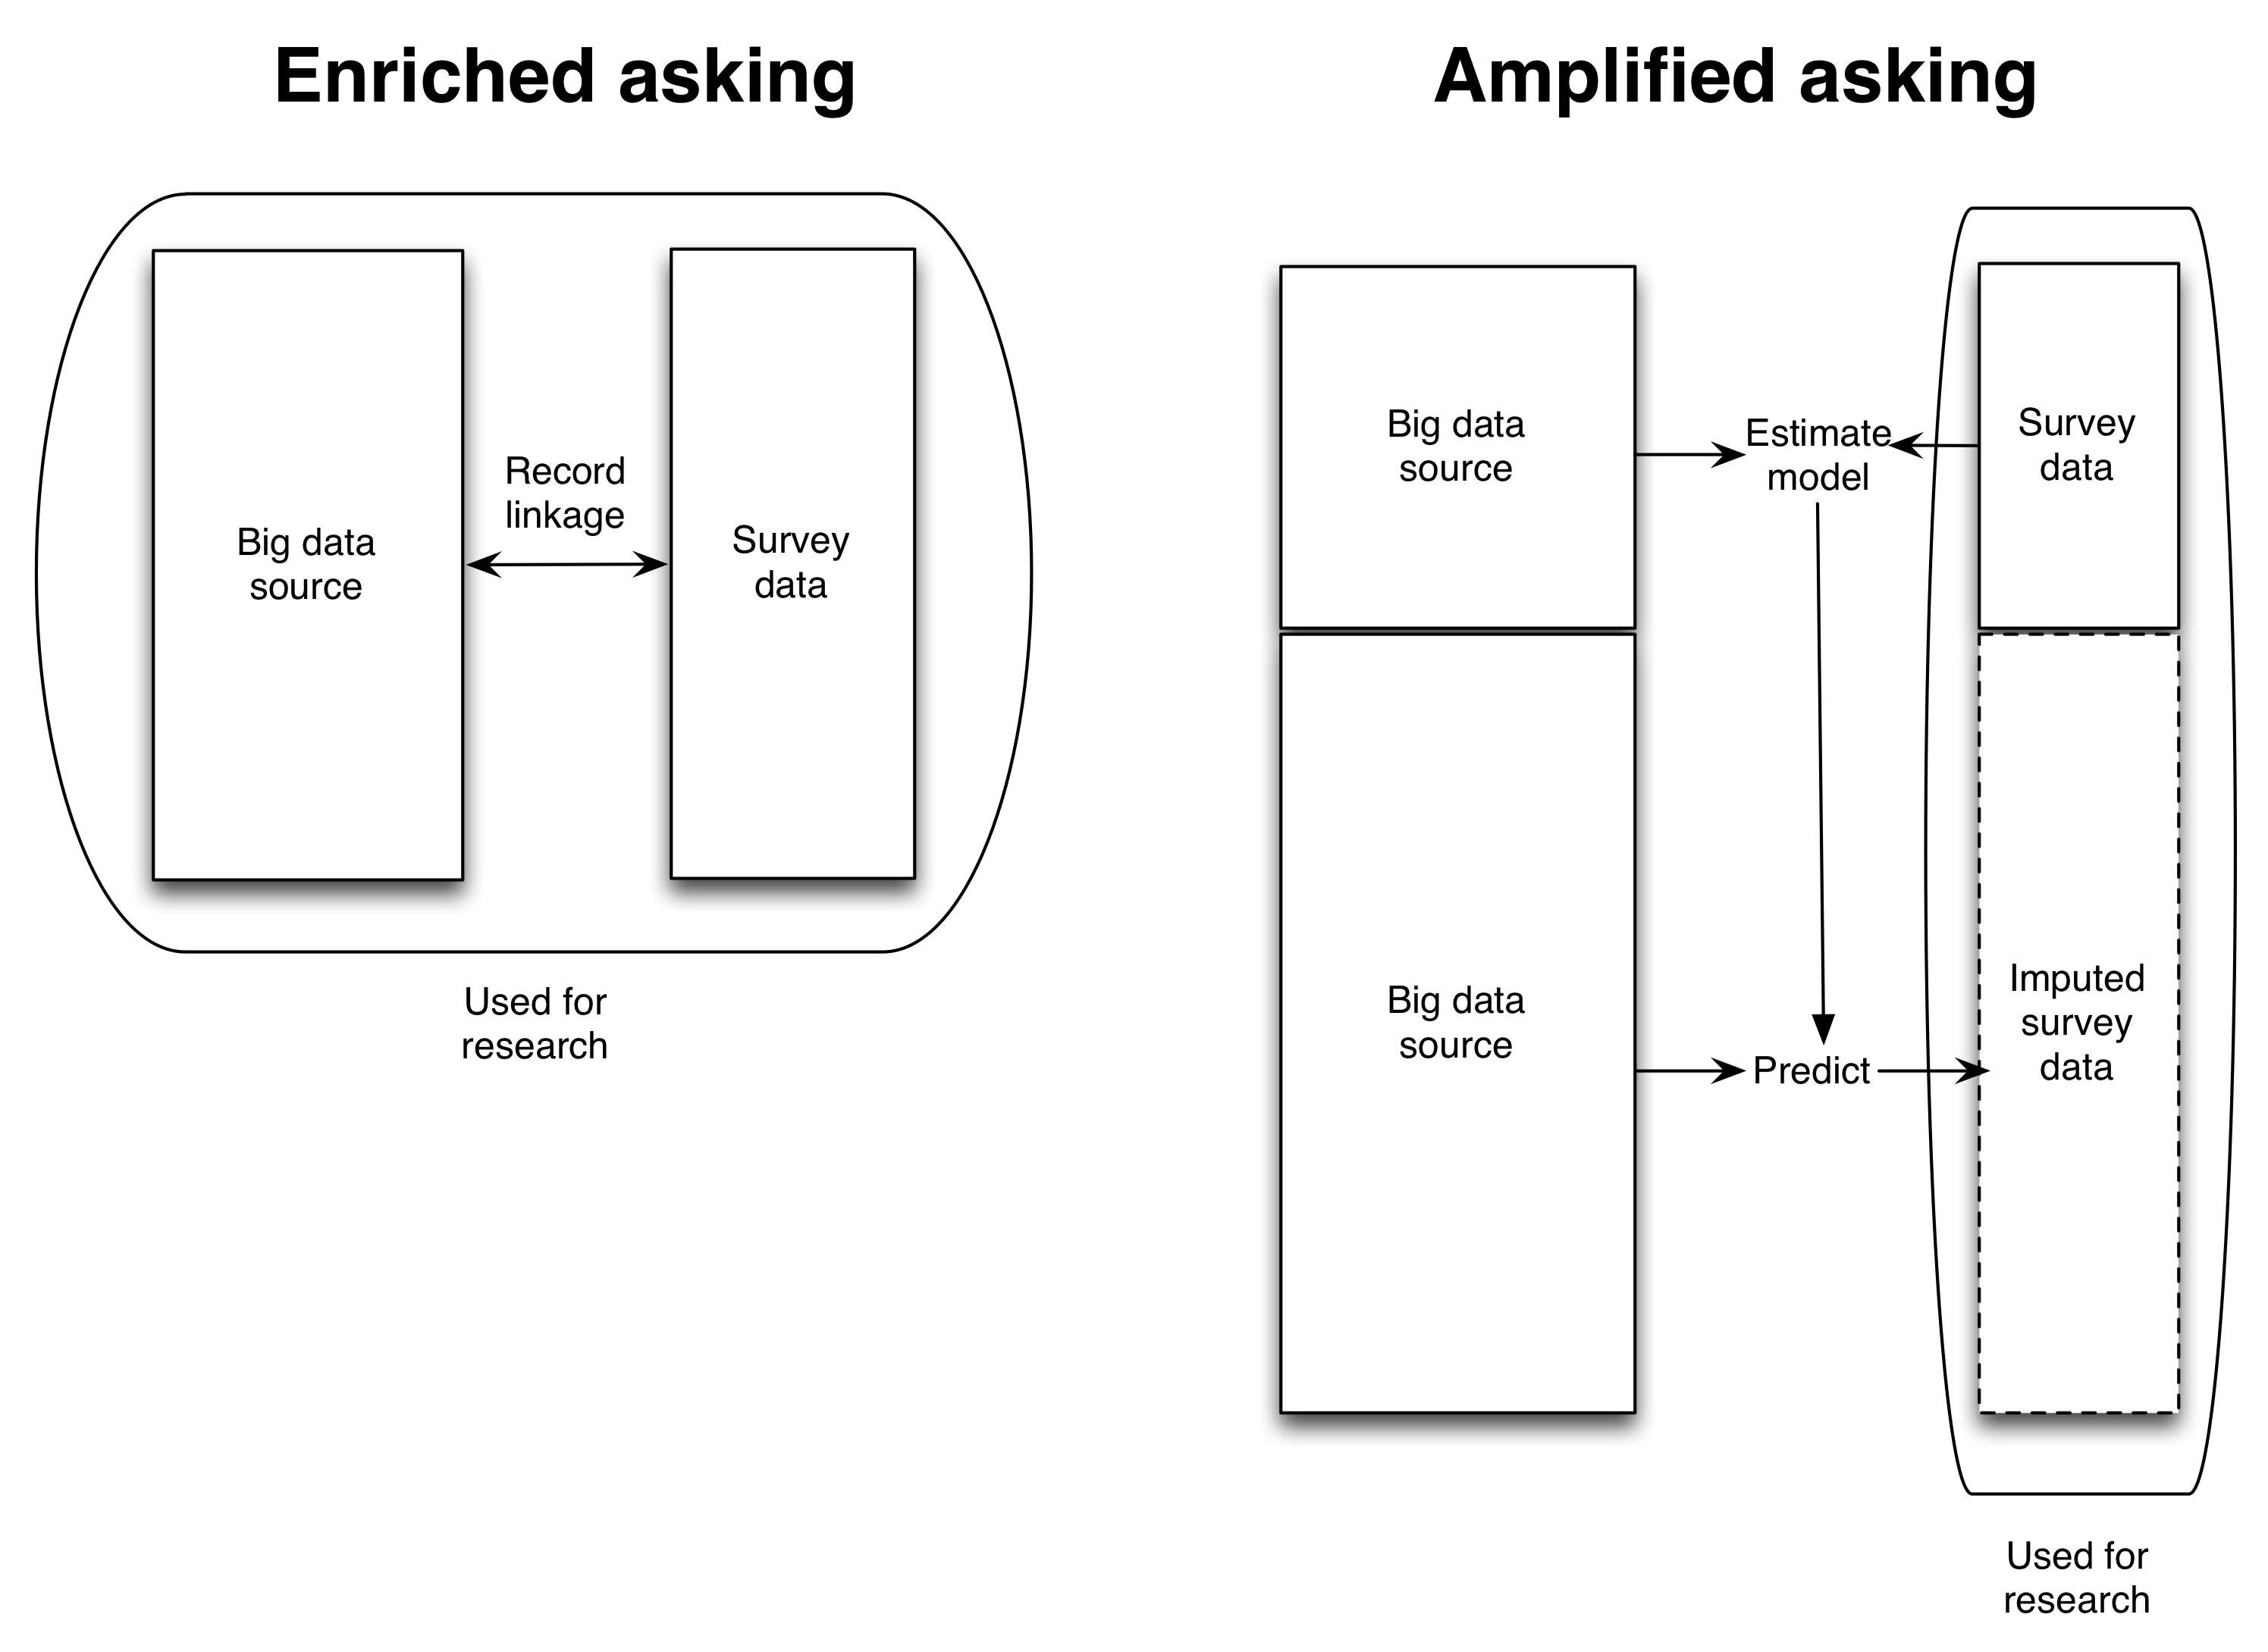 Enriched asking
Big data
source
Record
linkage
Survey
data
Used for
research
Amplified asking
Big data
source
Estimate
model
Survey
data
Big data
source
Predict
Imputed
survey
data
Used for
research